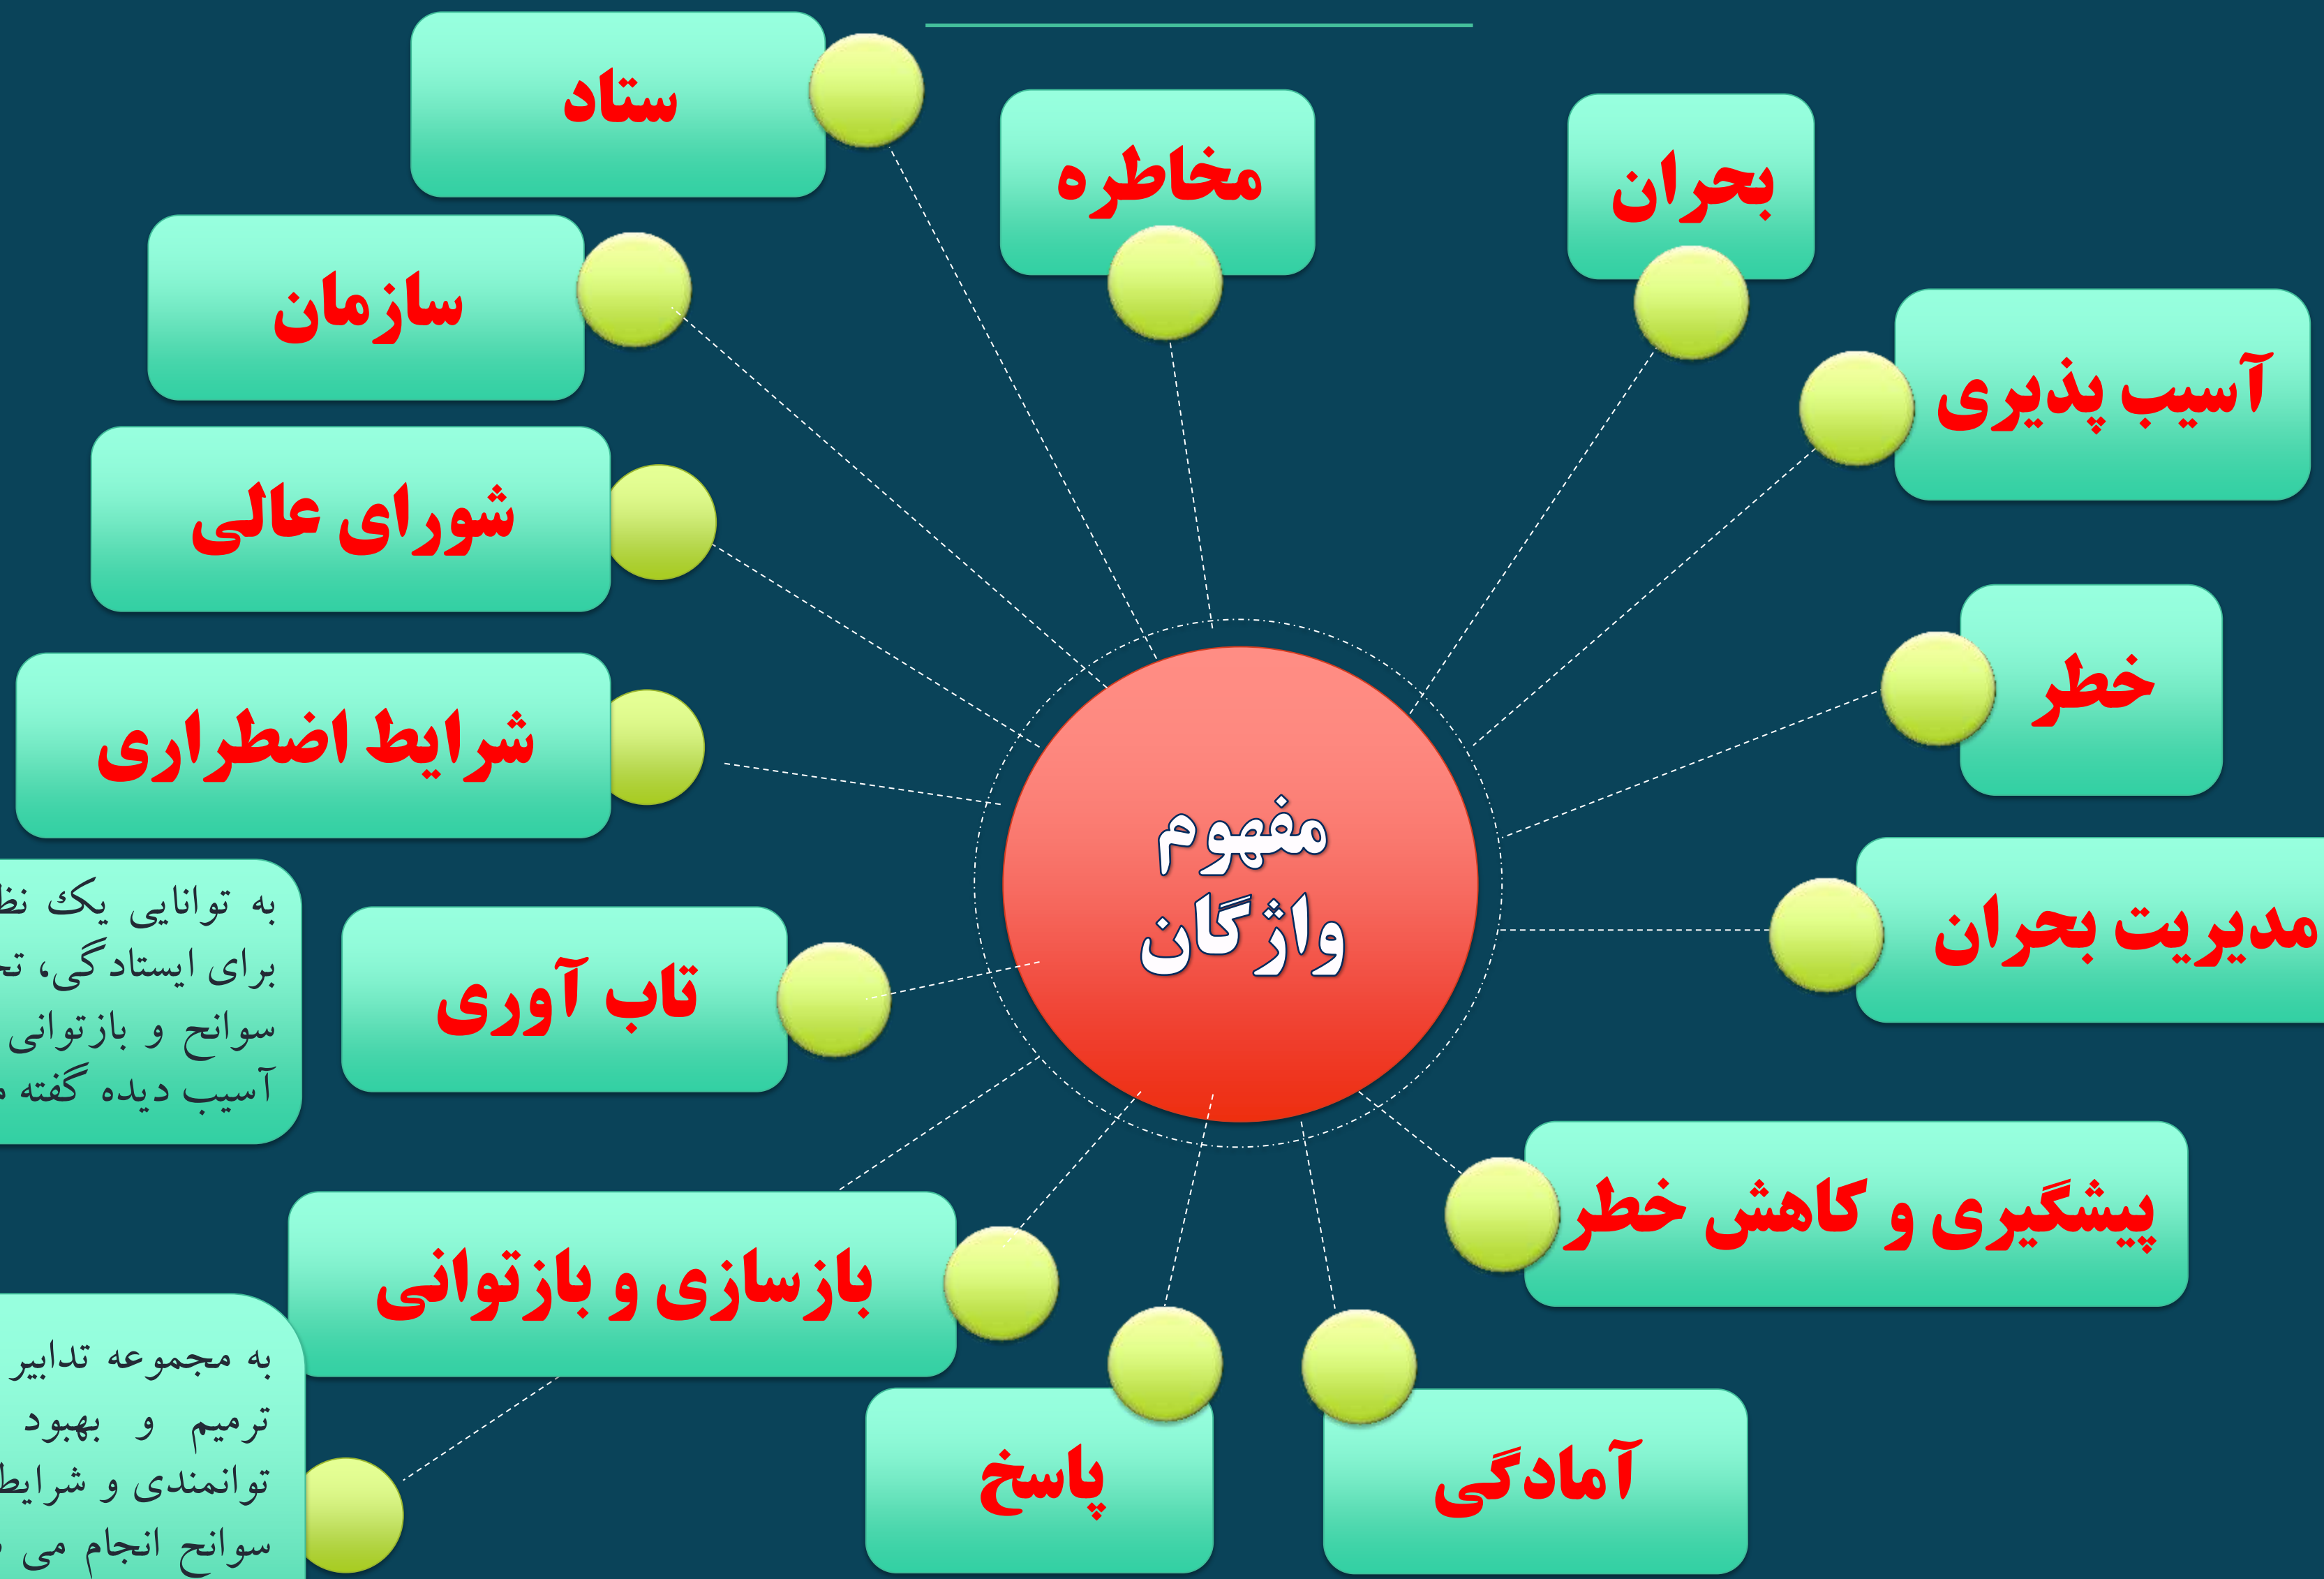 ستاد
مخاطره
بحران
سازمان
آسیب پذیری
شورای عالی
خطر
شرایط اضطراری
مفهوم
واژگان
مدیریت بحران
به توانایی یک
برای ایستادگی،
سوانح و بازتوانی
آسیب دیده گفته
تاب آوری
پیشگیری و کاهش خطر
بازسازی و بازتوانی
به مجموعه تدابیر
ترمیم و بهبود
توانمندی و شرایط
سوانح انجام می
پاسخ
آمادگی